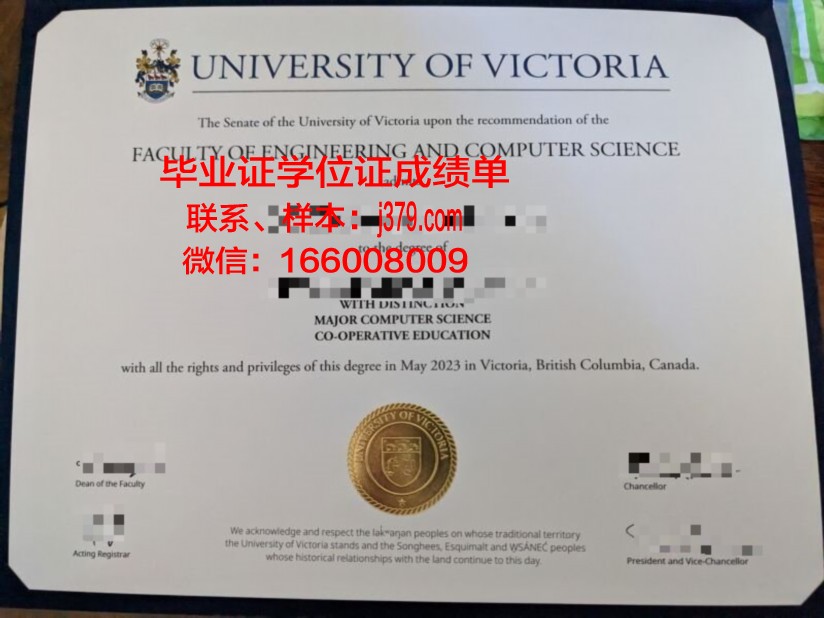 UNIVERSITY OF VICTORIA
The Senate of the University of Victoria upon the recommendation of the
FACULTY OF ENGINEERING AND COMPUTER SCIENCE
毕业证学位证成绩单
联系、样本：j379.com
to the degree of
微信：166008009
WITH DISTINCTION
MAJOR COMPUTER SCIENCE
CO-OPERATIVE EDUCATION
with all the rights and privileges of this degree in May 2023 in Victoria, British Columbia, Canada.
UNIVERSITY OF VICTORIA
Dean of the Faculty
Chancellor
Acting Registrar
President and Vice-Chancellor
We acknowledge and respect the lək̓ʷəŋən peoples on whose traditional territory
the University of Victoria stands and the Songhees, Esquimalt and W̱SÁNEĆ peoples
whose historical relationships with the land continue to this day.